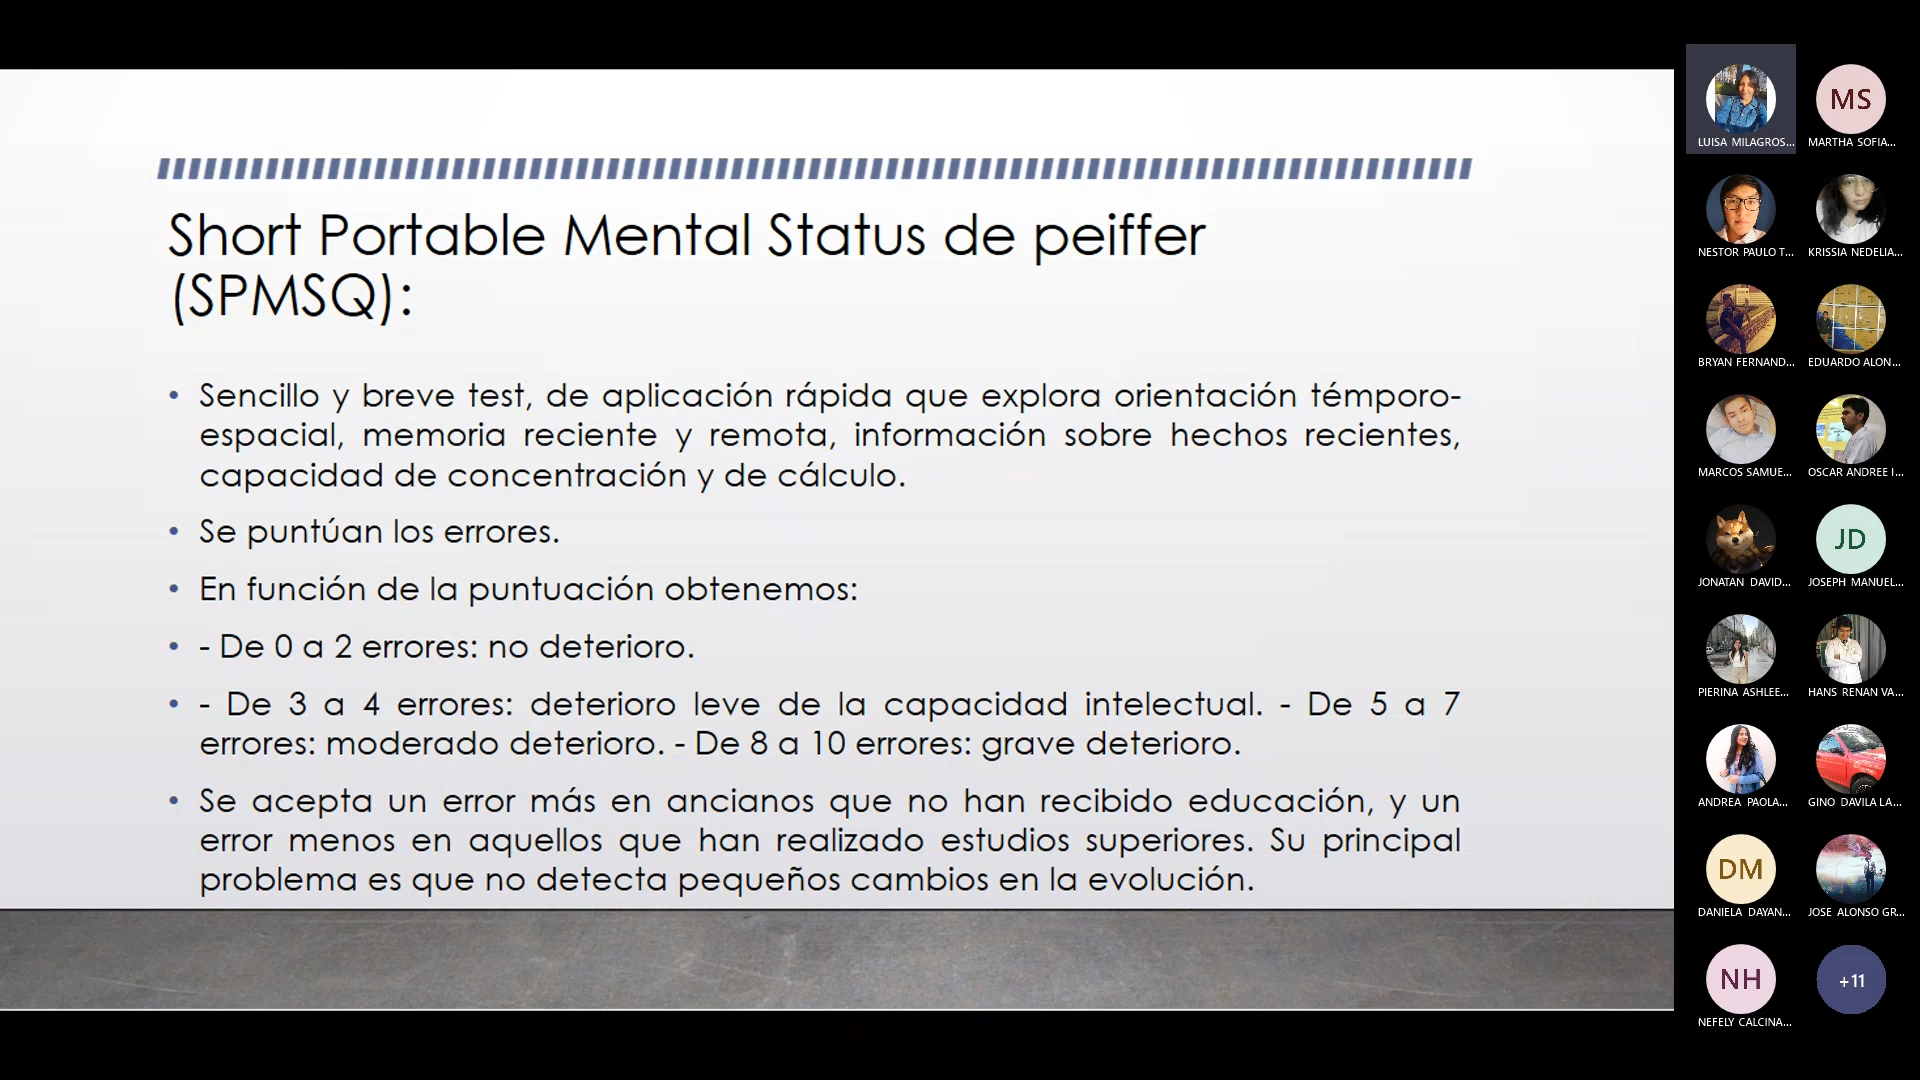 Short Portable Mental Status de peiffer
(SPMSQ):
• Sencillo y breve test, de aplicación rápida que explora orientación témporo-
espacial, memoria reciente y remota, información sobre hechos recientes,
capacidad de concentración y de cálculo.
• Se puntúan los errores.
• En función de la puntuación obtenemos:
• - De 0 a 2 errores: no deterioro.
• - De 3 a 4 errores: deterioro leve de la capacidad intelectual. - De 5 a 7
errores: moderado deterioro. - De 8 a 10 errores: grave deterioro.
• Se acepta un error más en ancianos que no han recibido educación, y un
error menos en aquellos que han realizado estudios superiores. Su principal
problema es que no detecta pequeños cambios en la evolución.
MS
LUISA MILAGROS...
MARTHA SOFIA...
NESTOR PAULO T...
KRISSIA NEDELIA...
BRYAN FERNAND...
EDUARDO ALON...
MARCOS SAMUE...
OSCAR ANDREE I...
JD
JONATAN DAVID...
JOSEPH MANUEL...
PIERINA ASHLEE...
HANS RENAN VA...
ANDREA PAOLA...
GINO DAVILA LA...
DM
DANIELA DAYAN...
JOSE ALONSO GR...
NH
+11
NEFELY CALCINA...